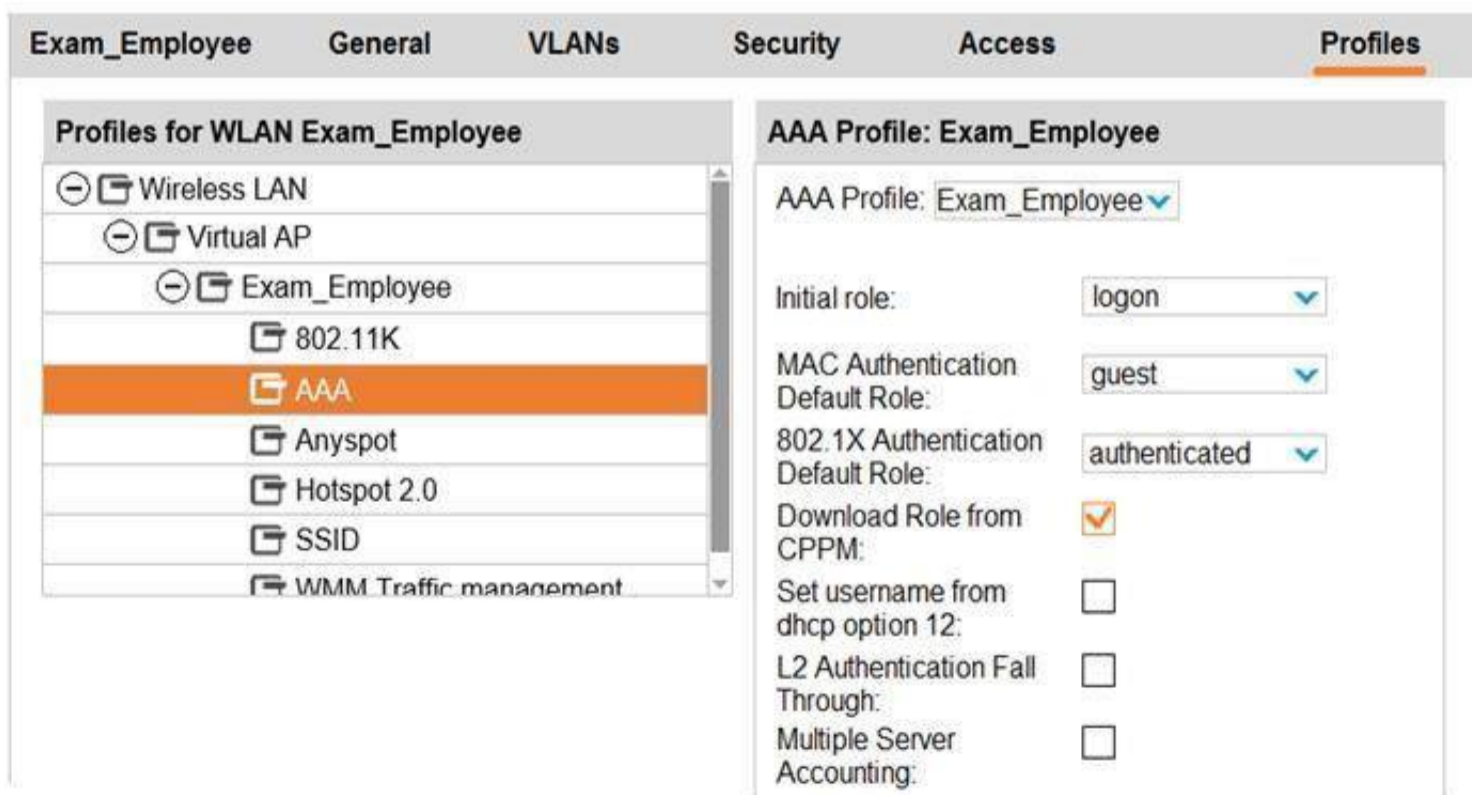 Exam_Employee General VLANs Security Access Profiles
Profiles for WLAN Exam_Employee
Wireless LAN
Virtual AP
Exam_Employee
802.11K
AAA
Anyspot
Hotspot 2.0
SSID
WMM Traffic management
AAA Profile: Exam_Employee
AAA Profile: Exam_Employee
Initial role: logon
MAC Authentication
Default Role: guest
802.1X Authentication
Default Role: authenticated
Download Role from
CPPM:
Set username from
dhcp option 12:
L2 Authentication Fall
Through:
Multiple Server
Accounting: